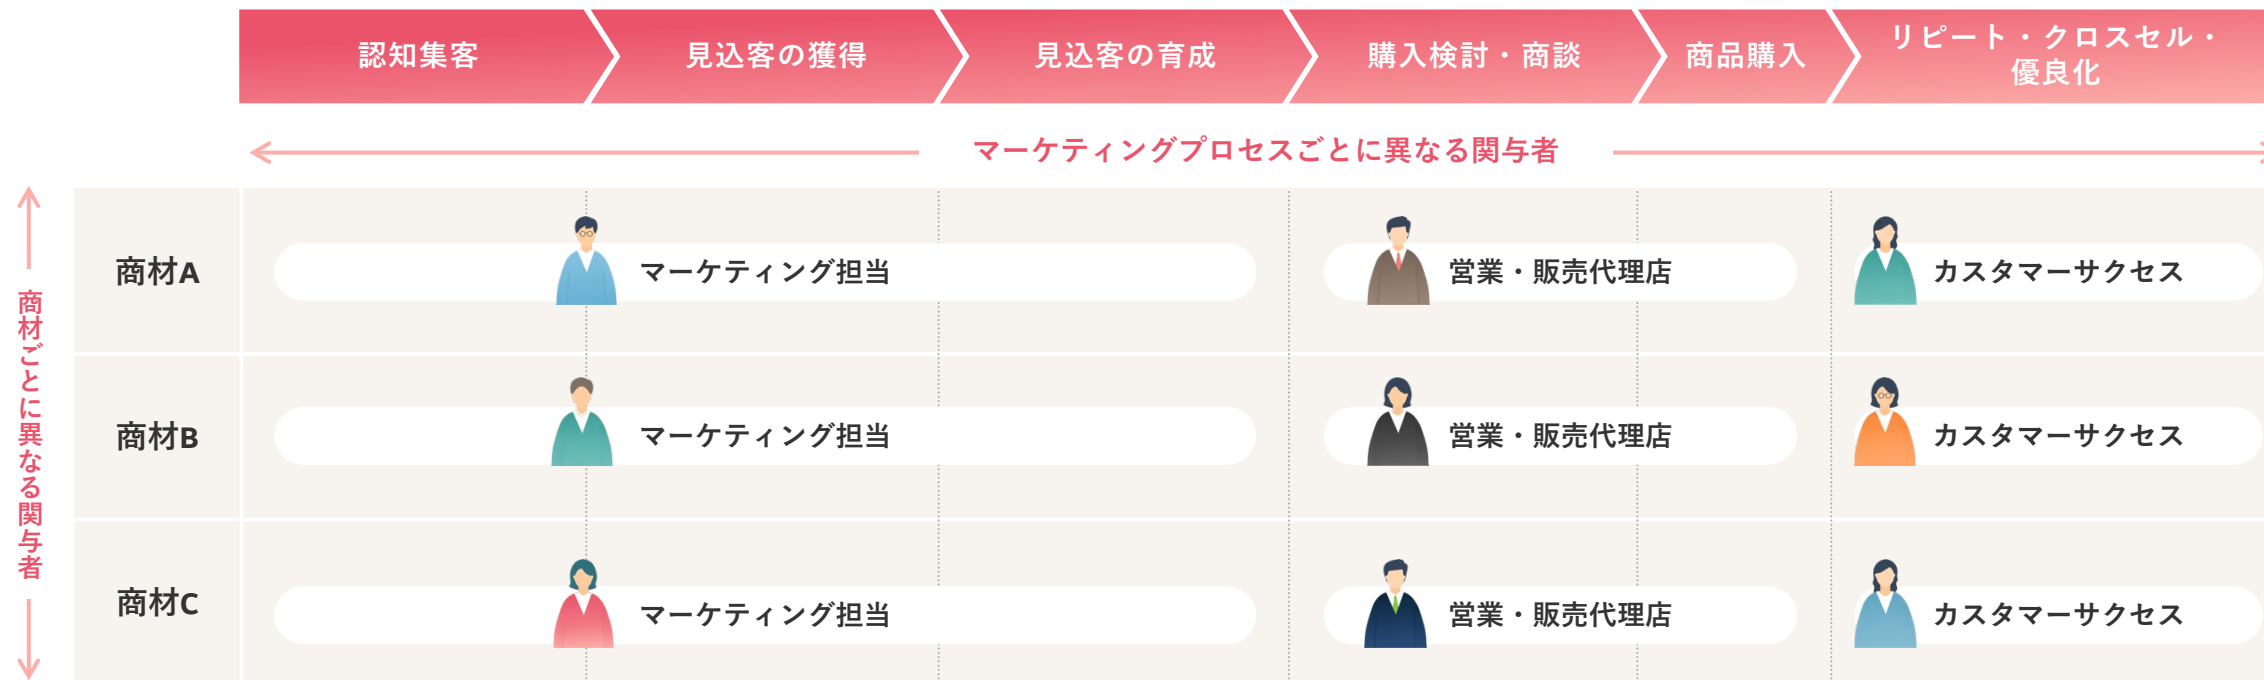 認知集客
見込客の獲得
見込客の育成
購入検討・商談
商品購入
リピート・クロスセル・
優良化
マーケティングプロセスごとに異なる関与者
商材ごとに異なる関与者
商材A
マーケティング担当
営業・販売代理店
カスタマーサクセス
商材B
マーケティング担当
営業・販売代理店
カスタマーサクセス
商材C
マーケティング担当
営業・販売代理店
カスタマーサクセス